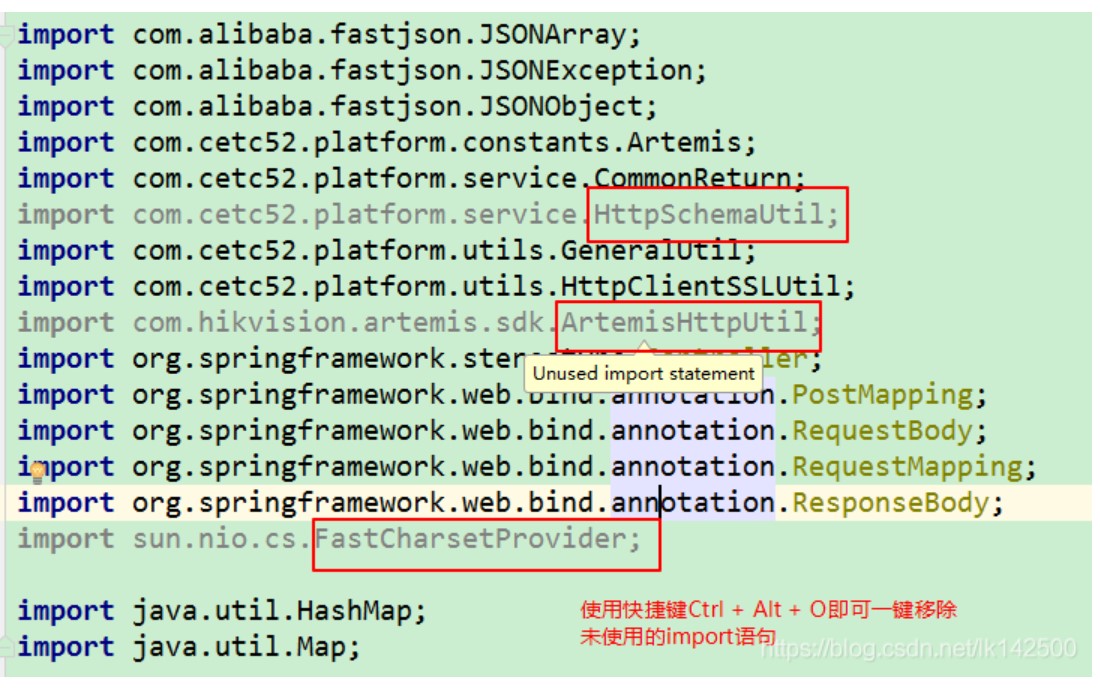 import com.alibaba.fastjson.JSONArray;
import com.alibaba.fastjson.JSONException;
import com.alibaba.fastjson.JSONObject;
import com.cetc52.platform.constants.Artemis;
import com.cetc52.platform.service.CommonReturn;
import com.cetc52.platform.service.HttpSchemaUtil;
import com.cetc52.platform.utils.GeneralUtil;
import com.cetc52.platform.utils.HttpClientSSLUtil;
import com.hikvision.artemis.sdk.ArtemisHttpUtil;
import org.springframework.
Unused import statement
import org.springframework.web.bind.annotation.PostMapping;
import org.springframework.web.bind.annotation.RequestBody;
import org.springframework.web.bind.annotation.RequestMapping;
import org.springframework.web.bind.annotation.ResponseBody;
import sun.nio.cs.FastCharsetProvider;
import java.util.HashMap;
import java.util.Map;
使用快捷键Ctrl + Alt + O即可一键移除
未使用的import语句
https://blog.csdn.net/lk142500